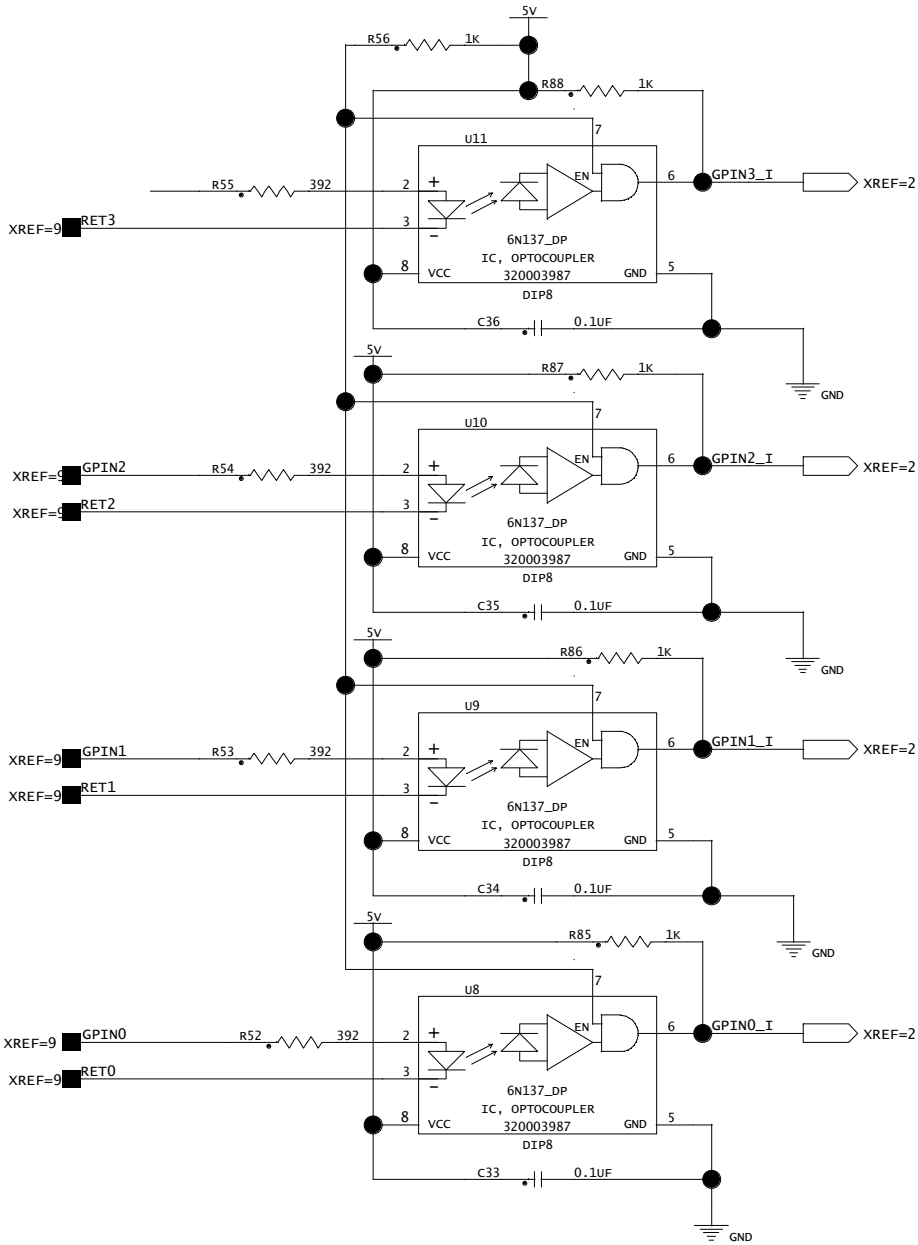 5V
R56 1K
R88 1K
7
U11
EN
R55 392 2 + 6 GPIN3_I XREF=2
XREF=9 RET3 3 −
6N137_DP
IC, OPTOCOUPLER
8 VCC 320003987 GND 5
DIP8
C36 0.1UF
5V
R87 1K
GND
7
U10
EN
XREF=9 GPIN2 R54 392 2 + 6 GPIN2_I XREF=2
XREF=9 RET2 3 −
6N137_DP
IC, OPTOCOUPLER
8 VCC 320003987 GND 5
DIP8
C35 0.1UF
5V
R86 1K
GND
7
U9
EN
XREF=9 GPIN1 R53 392 2 + 6 GPIN1_I XREF=2
XREF=9 RET1 3 −
6N137_DP
IC, OPTOCOUPLER
8 VCC 320003987 GND 5
DIP8
C34 0.1UF
5V
R85 1K
GND
7
U8
EN
XREF=9 GPIN0 R52 392 2 + 6 GPIN0_I XREF=2
XREF=9 RET0 3 −
6N137_DP
IC, OPTOCOUPLER
8 VCC 320003987 GND 5
DIP8
C33 0.1UF
GND